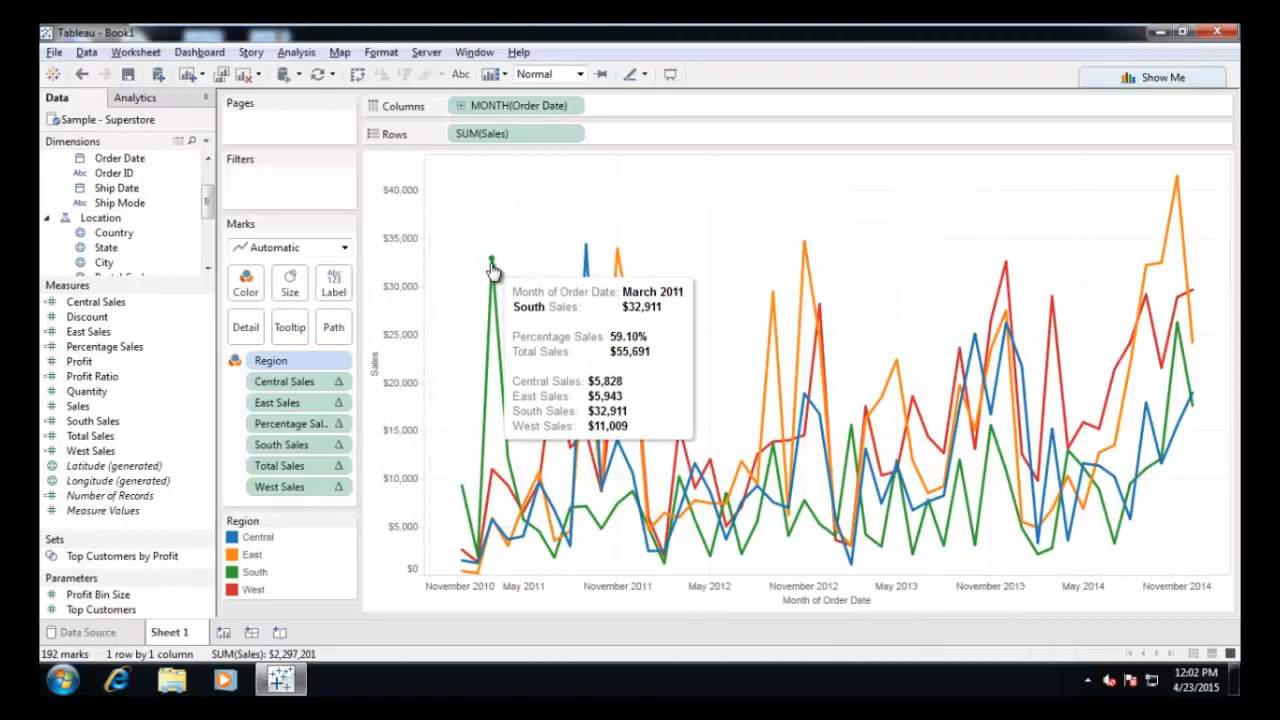 Tableau - Book1
File Data Worksheet Dashboard Story Analysis Map Format Server Window Help
Abc Normal Show Me
Data Analytics
Sample - Superstore
Dimensions
Order Date
Abc Order ID
Ship Date
Abc Ship Mode
Location
Country
State
City
Measures
Central Sales
Discount
East Sales
Percentage Sales
Profit
Profit Ratio
Quantity
Sales
South Sales
Total Sales
West Sales
Latitude (generated)
Longitude (generated)
Number of Records
Measure Values
Sets
Top Customers by Profit
Parameters
Profit Bin Size
Top Customers
Pages
Filters
Marks
Automatic
Abc
123
Color Size Label
Detail Tooltip Path
Region
Central Sales
East Sales
Percentage Sal..
South Sales
Total Sales
West Sales
Region
Central
East
South
West
Columns MONTH(Order Date)
Rows SUM(Sales)
$40,000
$35,000
$30,000
$25,000
$20,000
$15,000
$10,000
$5,000
$0
Sales
Month of Order Date: March 2011
South Sales: $32,911
Percentage Sales 59.10%
Total Sales: $55,691
Central Sales: $5,828
East Sales: $5,943
South Sales: $32,911
West Sales: $11,009
November 2010 May 2011 November 2011 May 2012 November 2012 May 2013 November 2013 May 2014 November 2014
Month of Order Date
Data Source Sheet 1
192 marks 1 row by 1 column SUM(Sales): $2,297,201
12:02 PM
4/23/2015